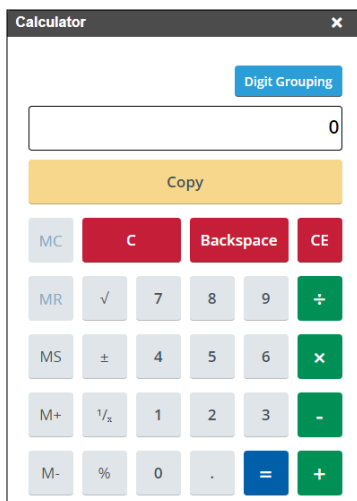 Calculator ×
Digit Grouping
0
Copy
MC C Backspace CE
MR √ 7 8 9 ÷
MS ± 4 5 6 ×
M+ ¹/ₓ 1 2 3 -
M- % 0 . = +